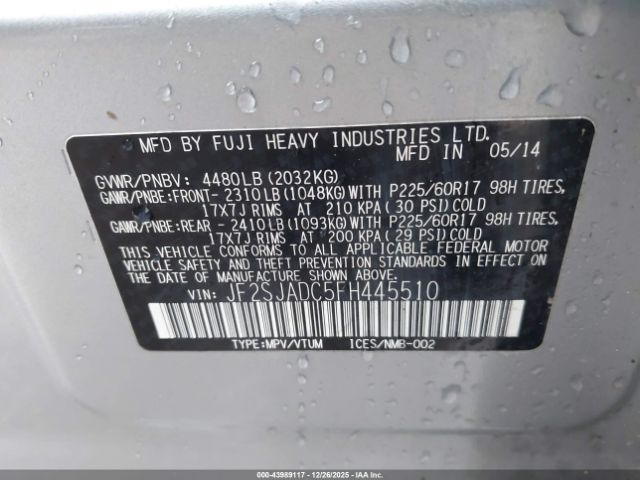 MFD BY FUJI HEAVY INDUSTRIES LTD.
MFD IN 05/14
GVWR/PNBV: 4480LB (2032KG)
GAWR/PNBE:FRONT- 2310LB(1048KG)WITH P225/60R17 98H TIRES,
17X7J RIMS AT 210 KPA( 30 PSI)COLD
GAWR/PNBE:REAR - 2410LB(1093KG)WITH P225/60R17 98H TIRES,
17X7J RIMS AT 200 KPA( 29 PSI)COLD
THIS VEHICLE CONFORMS TO ALL APPLICABLE FEDERAL MOTOR
VEHICLE SAFETY AND THEFT PREVENTION STANDARDS IN EFFECT ON THE
DATE OF MANUFACTURE SHOWN ABOVE.
VIN: JF2SJADC5FH445510
TYPE:MPV/VTUM ICES/NMB-002
000-43989117 - 12/26/2025 -